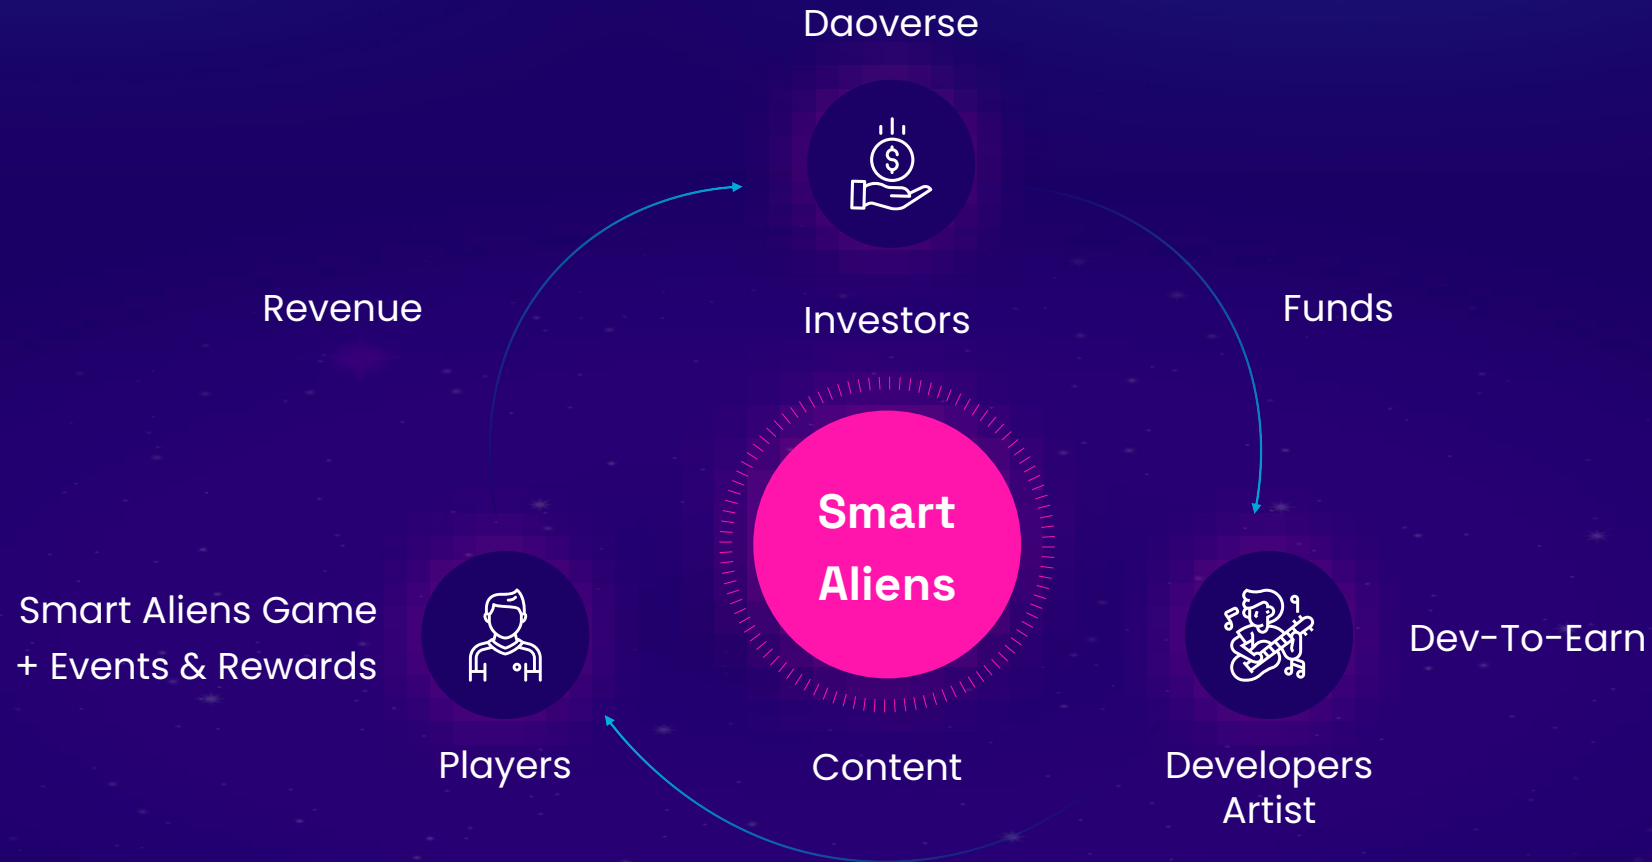 Daoverse
$
Revenue
Investors
Funds
Smart
Aliens
Smart Aliens Game
+ Events & Rewards
Dev-To-Earn
Players
Content
Developers
Artist